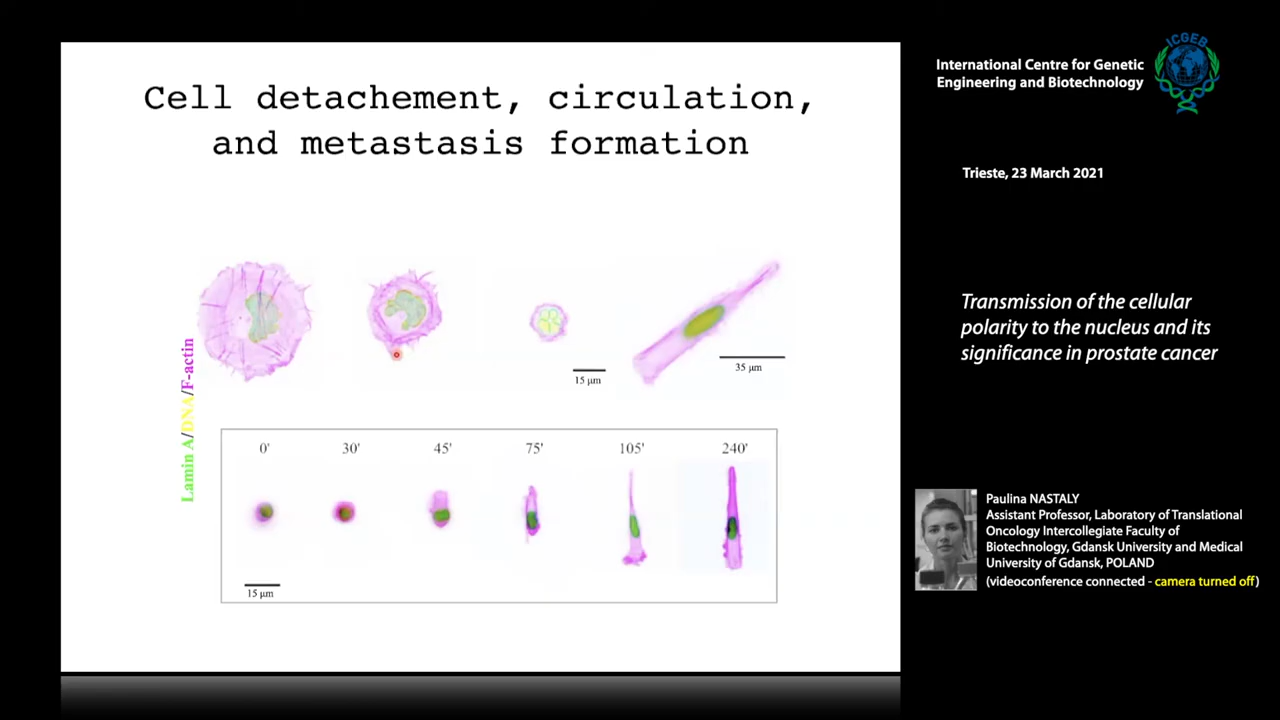 Cell detachement, circulation,
and metastasis formation
Lamin A/DNA/F-actin
15 μm
35 μm
0'
30'
45'
75'
105'
240'
15 μm
ICGEB
International Centre for Genetic
Engineering and Biotechnology
Trieste, 23 March 2021
Transmission of the cellular
polarity to the nucleus and its
significance in prostate cancer
Paulina NASTALY
Assistant Professor, Laboratory of Translational
Oncology Intercollegiate Faculty of
Biotechnology, Gdansk University and Medical
University of Gdansk, POLAND
(videoconference connected - camera turned off)